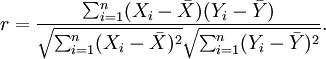 r = \frac{\sum_{i=1}^{n}(X_i - \bar{X})(Y_i - \bar{Y})}{\sqrt{\sum_{i=1}^{n}(X_i - \bar{X})^2}\sqrt{\sum_{i=1}^{n}(Y_i - \bar{Y})^2}}.